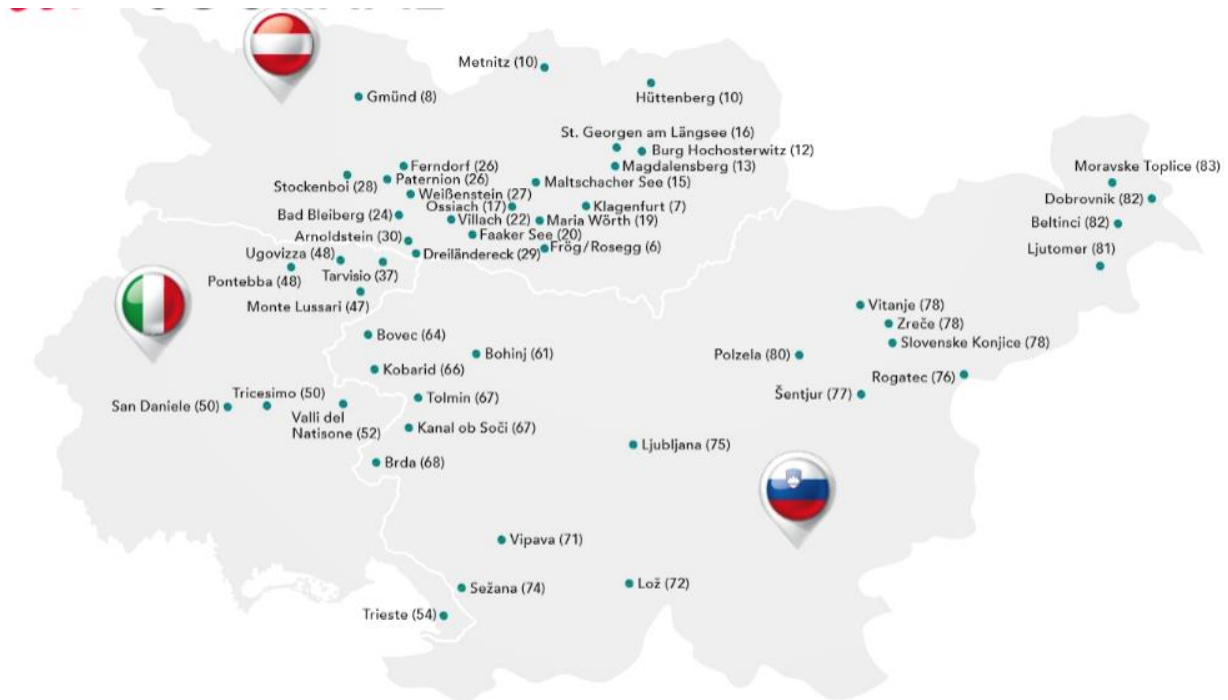 Metnitz (10)
Gmünd (8)
Hüttenberg (10)
St. Georgen am Längsee (16)
Burg Hochosterwitz (12)
Ferndorf (26)
Magdalensberg (13)
Moravske Toplice (83)
Stockenboi (28)
Paternion (26)
Maltschacher See (15)
Weißenstein (27)
Dobrovnik (82)
Ossiach (17)
Klagenfurt (7)
Bad Bleiberg (24)
Villach (22)
Maria Wörth (19)
Beltinci (82)
Arnoldstein (30)
Faaker See (20)
Frög/Rosegg (6)
Ljutomer (81)
Ugovizza (48)
Dreiländereck (29)
Pontebba (48)
Tarvisio (37)
Monte Lussari (47)
Vitanje (78)
Zreče (78)
Bovec (64)
Slovenske Konjice (78)
Bohinj (61)
Polzela (80)
Kobarid (66)
Rogatec (76)
Tricesimo (50)
Šentjur (77)
San Daniele (50)
Tolmin (67)
Valli del
Natisone (52)
Kanal ob Soči (67)
Ljubljana (75)
Brda (68)
Vipava (71)
Sežana (74)
Lož (72)
Trieste (54)